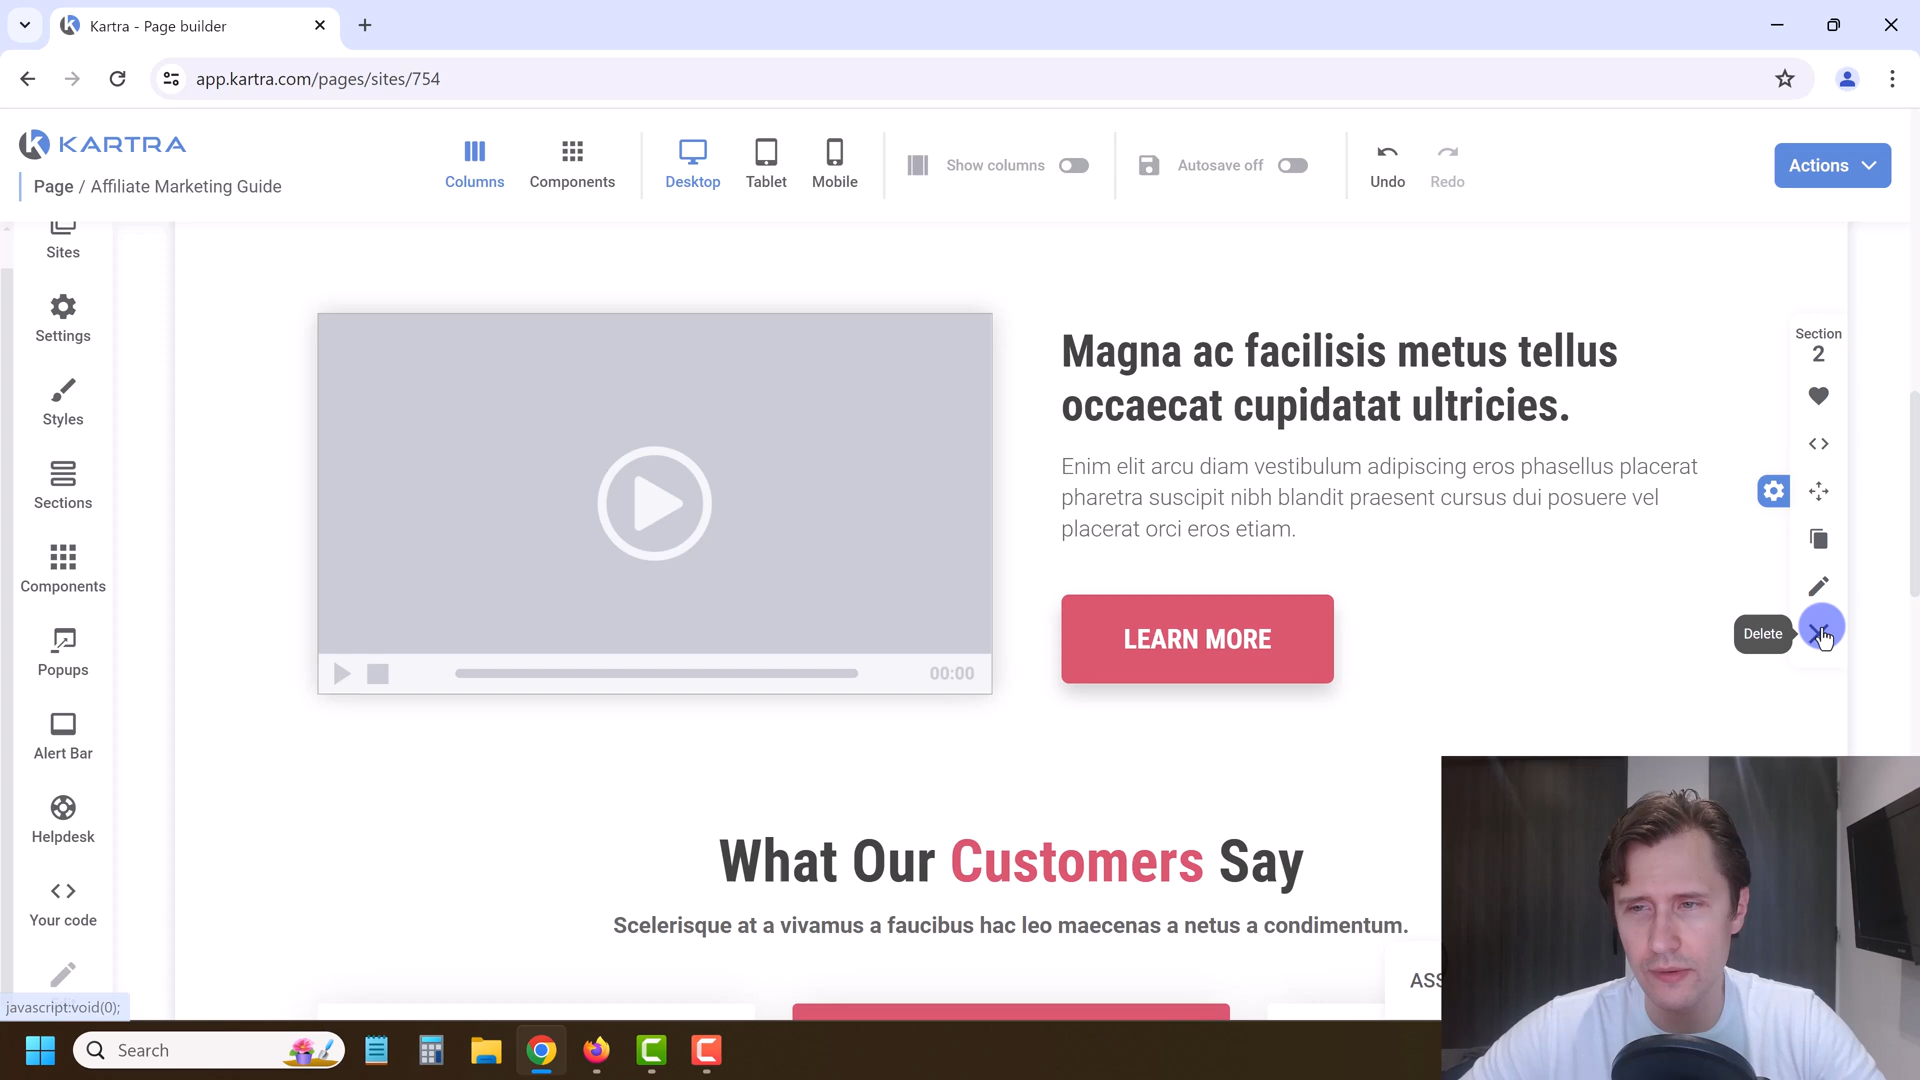 Kartra - Page builder
app.kartra.com/pages/sites/754
KARTRA
Page / Affiliate Marketing Guide
Columns
Components
Desktop
Tablet
Mobile
Show columns
Autosave off
Undo
Redo
Actions
Sites
Settings
Styles
Sections
Components
Popups
Alert Bar
Helpdesk
Your code
Magna ac facilisis metus tellus
occaecat cupidatat ultricies.
Enim elit arcu diam vestibulum adipiscing eros phasellus placerat
pharetra suscipit nibh blandit praesent cursus dui posuere vel
placerat orci eros etiam.
LEARN MORE
00:00
Section
2
Delete
What Our Customers Say
Scelerisque at a vivamus a faucibus hac leo maecenas a netus a condimentum.
ASS
javascript:void(0);
Search